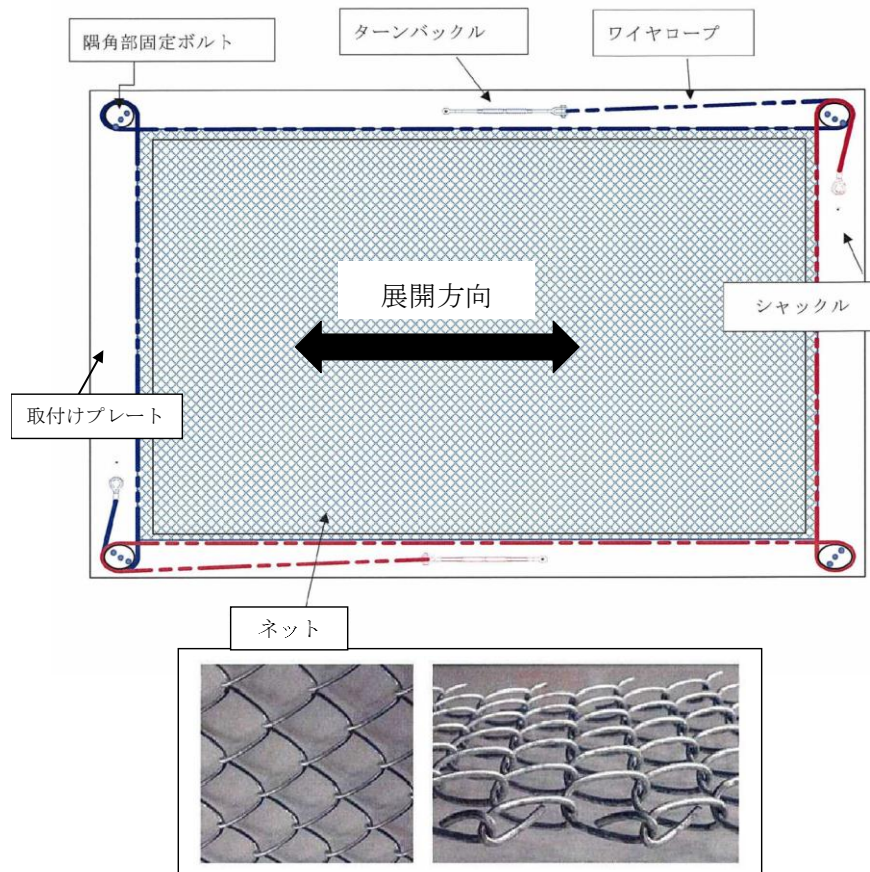 隅角部固定ボルト
ターンバックル
ワイヤロープ
展開方向
シャックル
取付けプレート
ネット